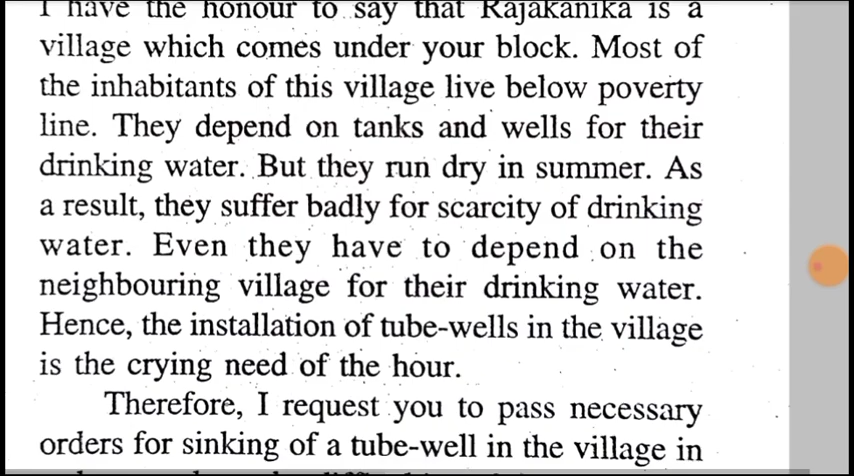 I have the honour to say that Rajakanika is a
village which comes under your block. Most of
the inhabitants of this village live below poverty
line. They depend on tanks and wells for their
drinking water. But they run dry in summer. As
a result, they suffer badly for scarcity of drinking
water. Even they have to depend on the
neighbouring village for their drinking water.
Hence, the installation of tube-wells in the village
is the crying need of the hour.
Therefore, I request you to pass necessary
orders for sinking of a tube-well in the village in